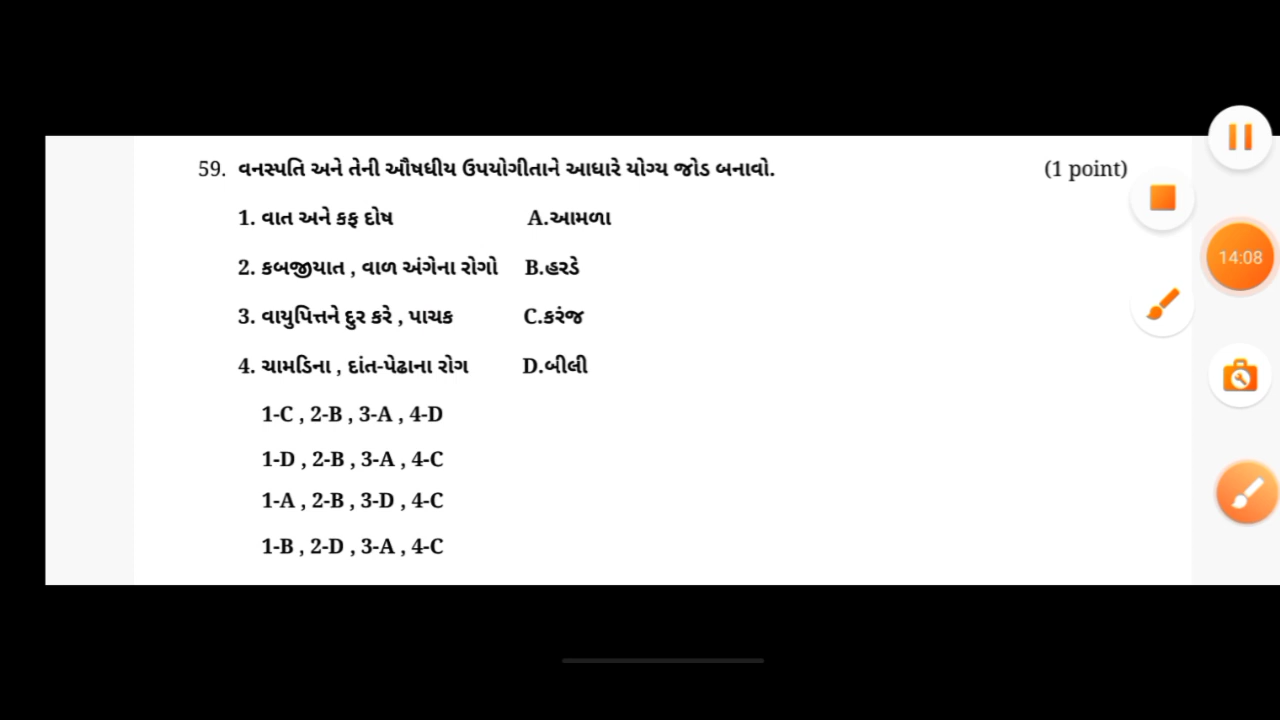 59. વનસ્પતિ અને તેની ઔષધીય ઉપયોગીતાને આધારે યોગ્ય જોડ બનાવો. (1 point)
1. વાત અને કફ દોષ A.આમળા
2. કબજીયાત , વાળ અંગેના રોગો B.હરડે
3. વાયુપિત્તને દુર કરે , પાચક C.કરંજ
4. ચામડિના , દાંત-પેઢાના રોગ D.બીલી
1-C , 2-B , 3-A , 4-D
1-D , 2-B , 3-A , 4-C
1-A , 2-B , 3-D , 4-C
1-B , 2-D , 3-A , 4-C
14:08